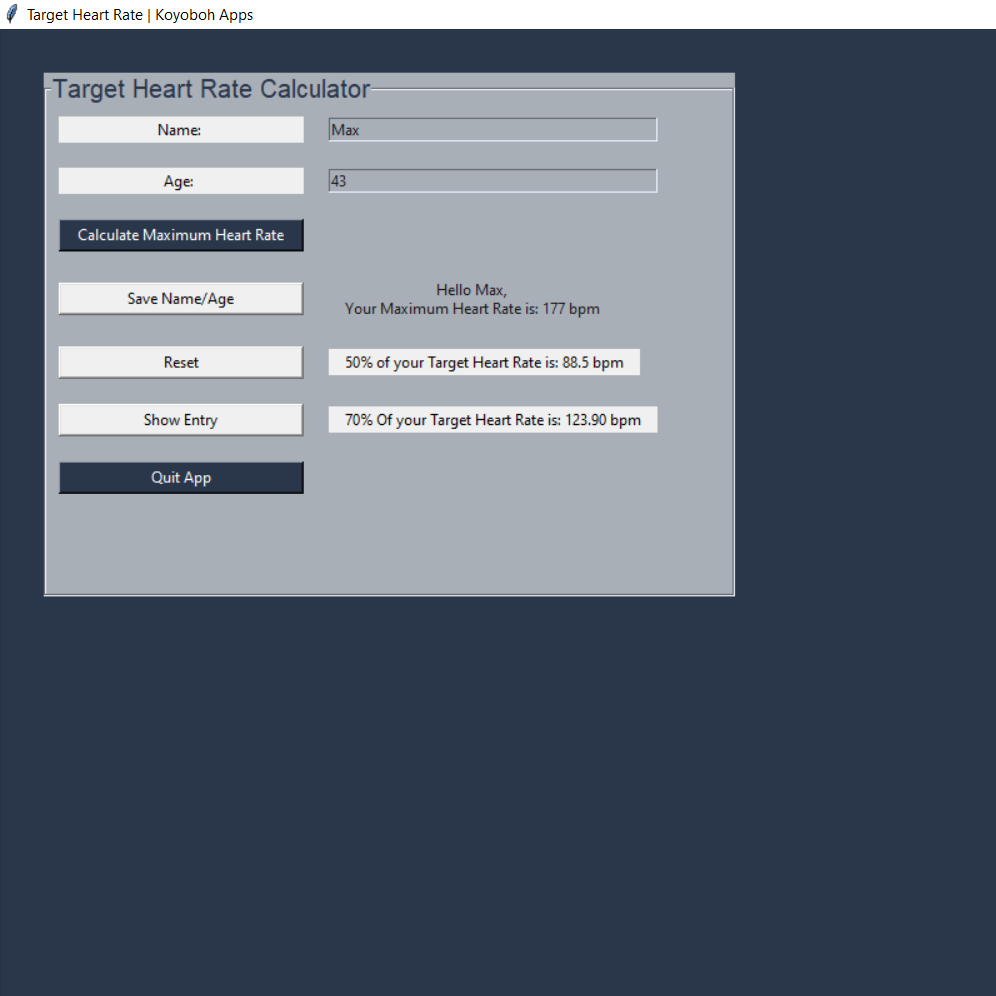 Target Heart Rate | Koyoboh Apps
Target Heart Rate Calculator
Name:
Max
Age:
43
Calculate Maximum Heart Rate
Save Name/Age
Hello Max,
Your Maximum Heart Rate is: 177 bpm
Reset
50% of your Target Heart Rate is: 88.5 bpm
Show Entry
70% Of your Target Heart Rate is: 123.90 bpm
Quit App